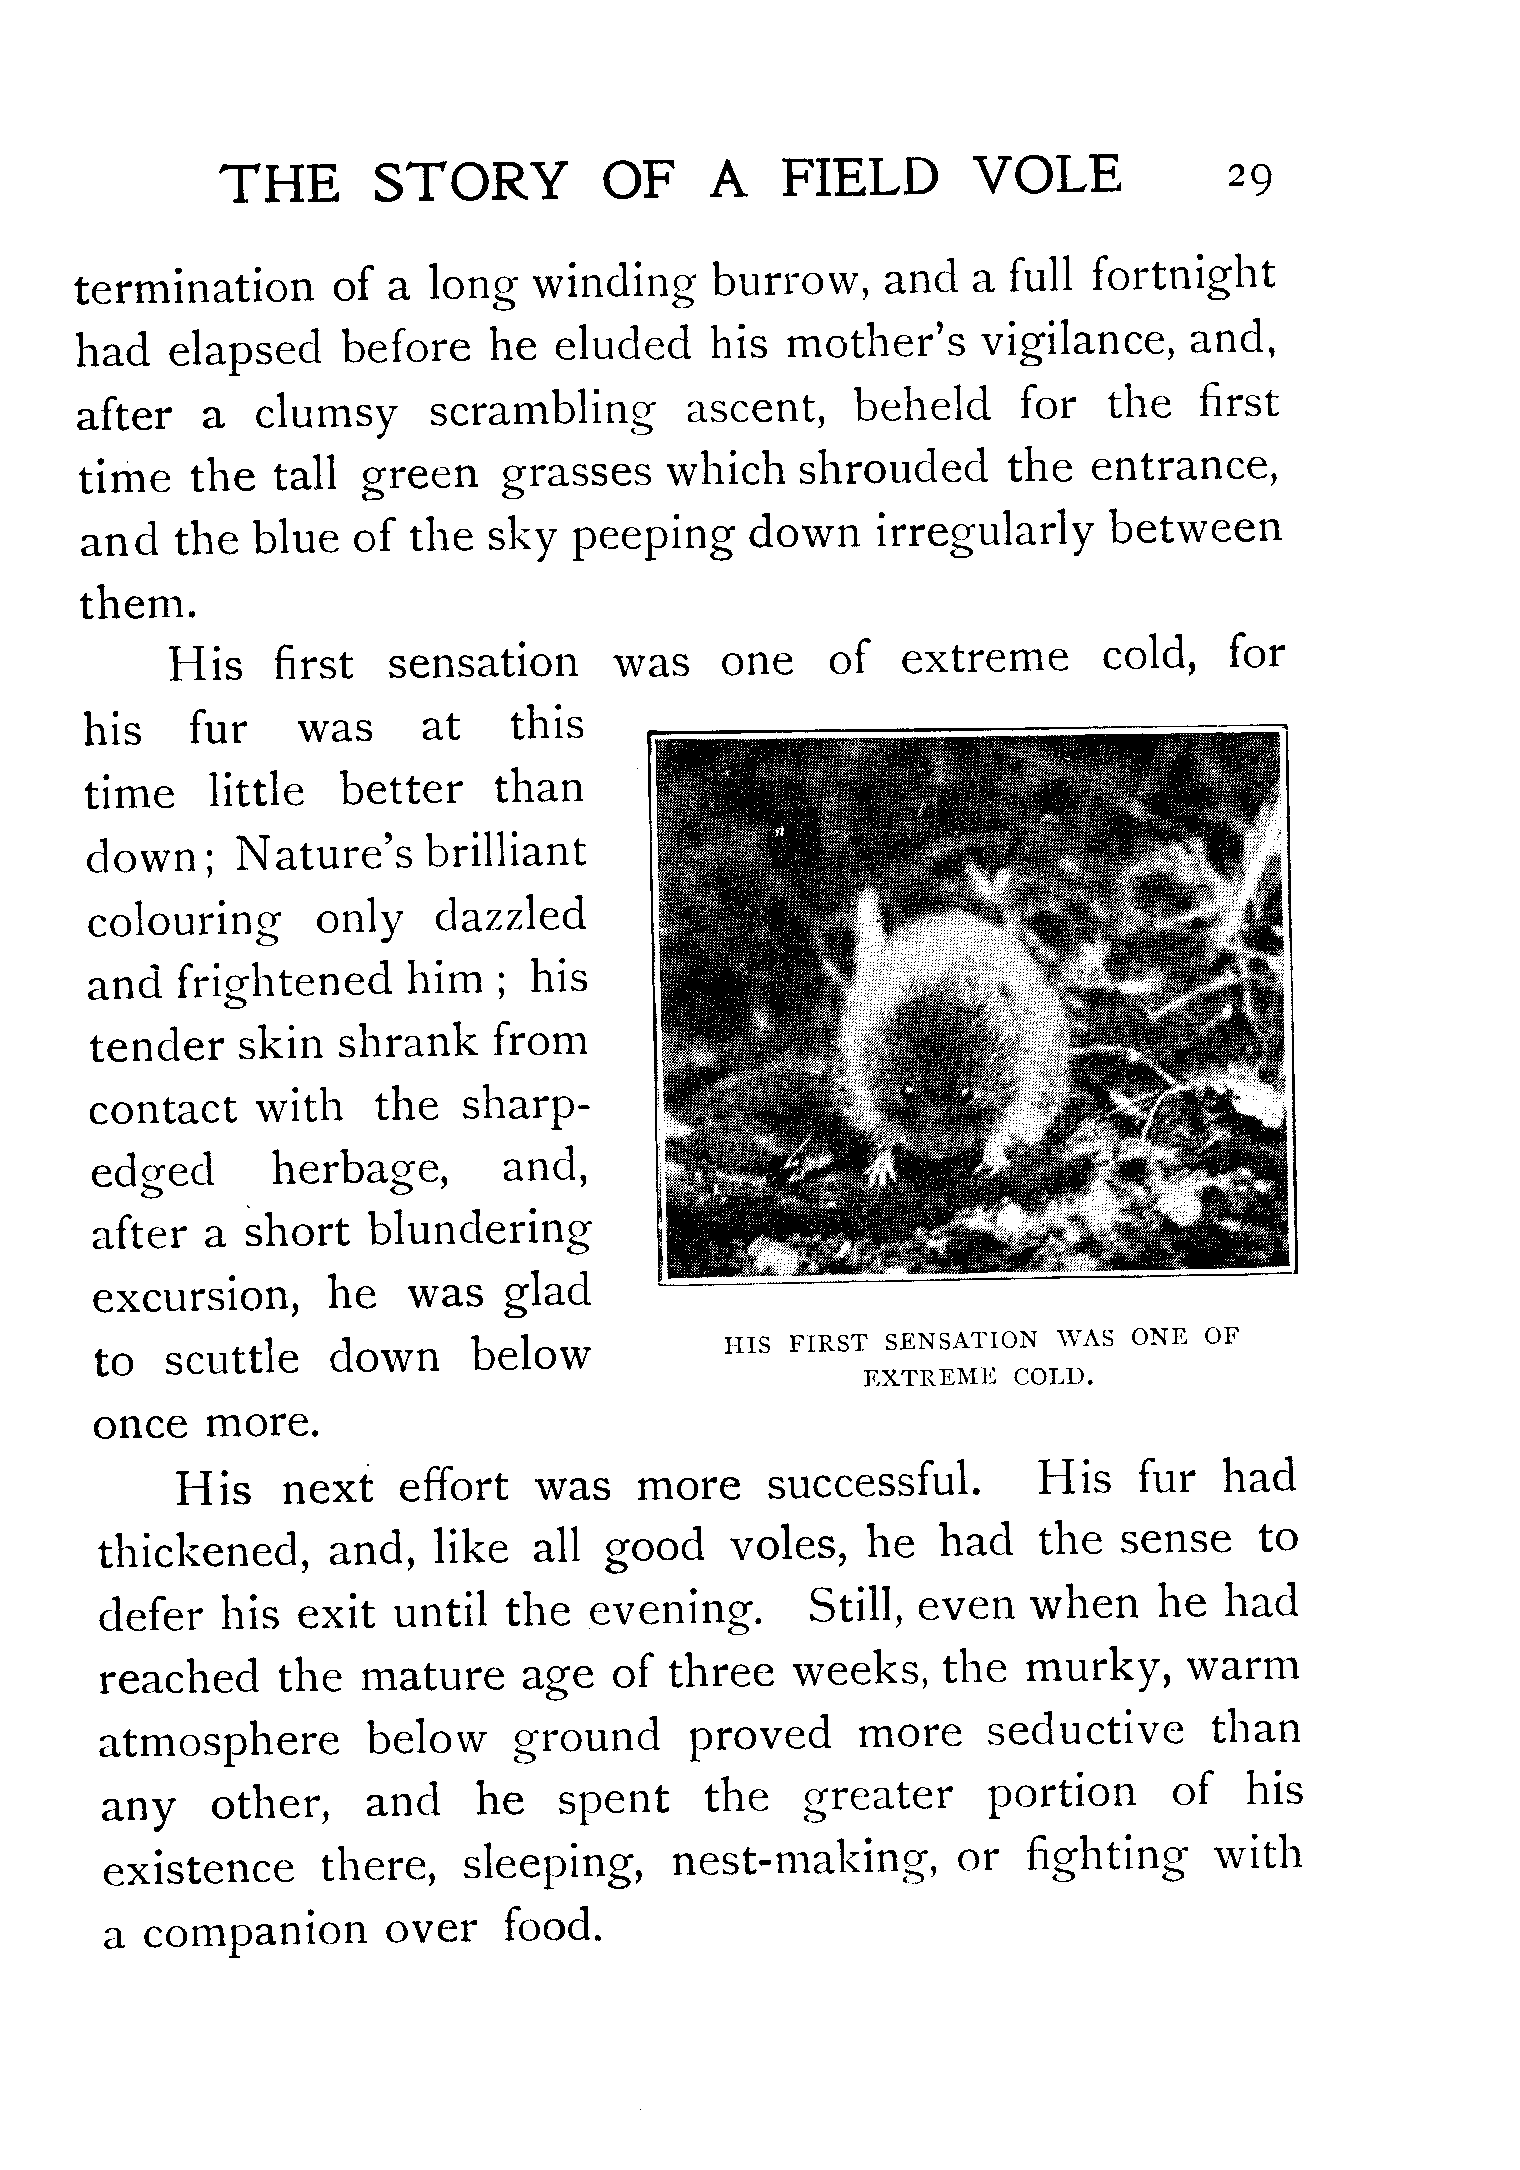 THE STORY OF A FIELD VOLE 29
termination of a long winding burrow, and a full fortnight
had elapsed before he eluded his mother's vigilance, and,
after a clumsy scrambling ascent, beheld for the first
time the tall green grasses which shrouded the entrance,
and the blue of the sky peeping down irregularly between
them.
His first sensation was one of extreme cold, for
his fur was at this
time little better than
down; Nature's brilliant
colouring only dazzled
and frightened him; his
tender skin shrank from
contact with the sharp-
edged herbage, and,
after a short blundering
excursion, he was glad
to scuttle down below
once more.
HIS FIRST SENSATION WAS ONE OF
EXTREME COLD.
His next effort was more successful. His fur had
thickened, and, like all good voles, he had the sense to
defer his exit until the evening. Still, even when he had
reached the mature age of three weeks, the murky, warm
atmosphere below ground proved more seductive than
any other, and he spent the greater portion of his
existence there, sleeping, nest-making, or fighting with
a companion over food.